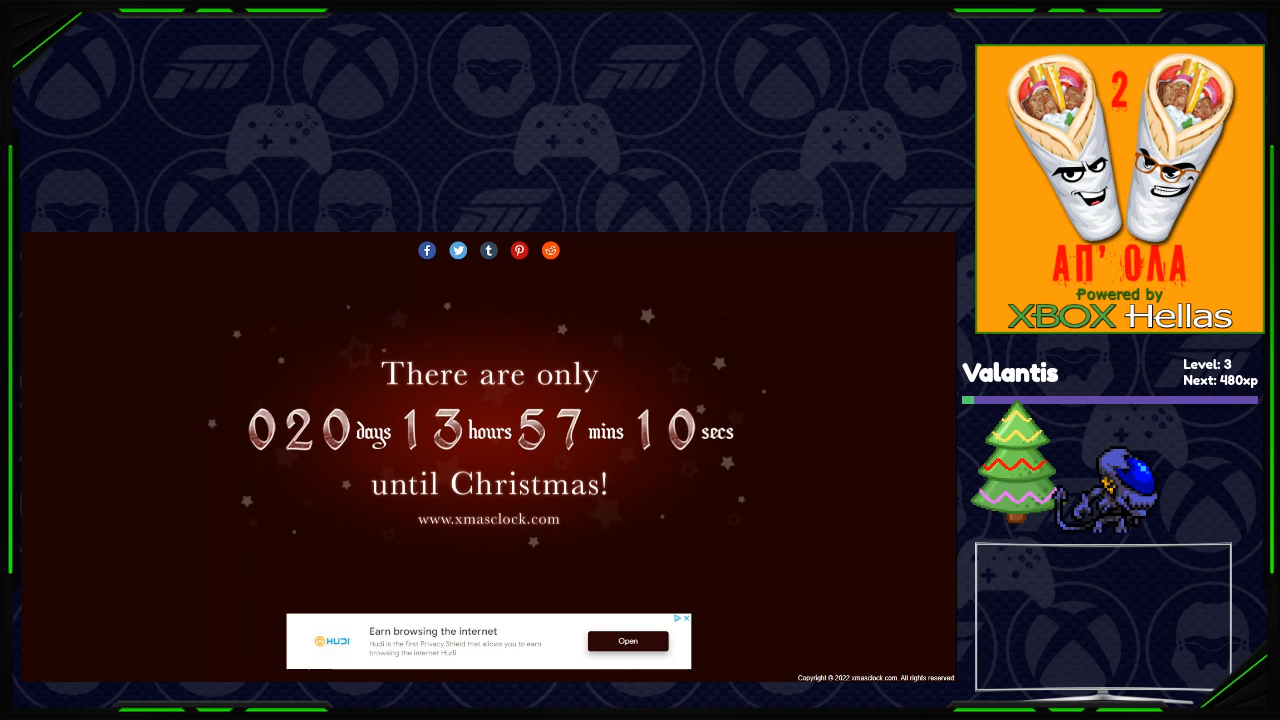 There are only
020 days 13 hours 57 mins 10 secs
until Christmas!
www.xmasclock.com
HUDI
Earn browsing the internet
Hudi is the first Privacy Shield that allows you to earn
browsing the internet Hudi
Open
Copyright © 2022 xmasclock.com. All rights reserved
2
ΑΠ' ΟΛΑ
Powered by
XBOX Hellas
Valantis
Level: 3
Next: 480xp